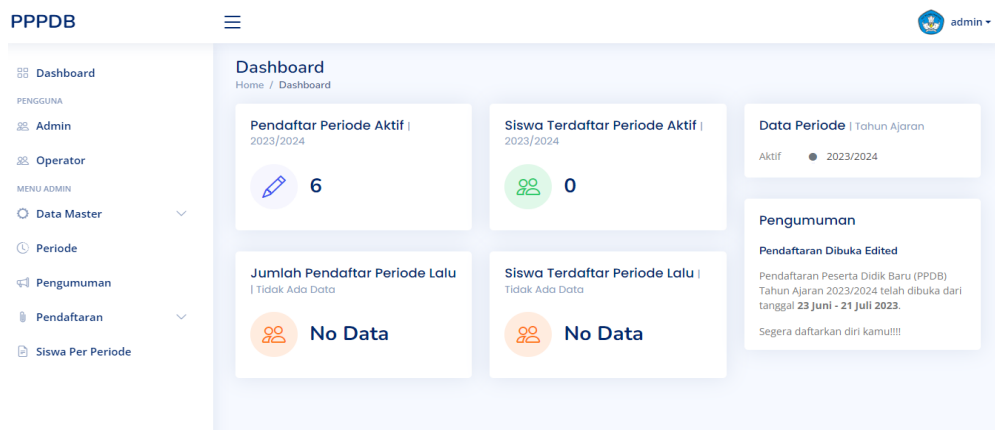 PPPDB
admin
Dashboard
PENGGUNA
Admin
Operator
MENU ADMIN
Data Master
Periode
Pengumuman
Pendaftaran
Siswa Per Periode
Dashboard
Home / Dashboard
Pendaftar Periode Aktif |
2023/2024
6
Siswa Terdaftar Periode Aktif |
2023/2024
0
Data Periode | Tahun Ajaran
Aktif 2023/2024
Jumlah Pendaftar Periode Lalu
| Tidak Ada Data
No Data
Siswa Terdaftar Periode Lalu |
Tidak Ada Data
No Data
Pengumuman
Pendaftaran Dibuka Edited
Pendaftaran Peserta Didik Baru (PPDB)
Tahun Ajaran 2023/2024 telah dibuka dari
tanggal 23 Juni - 21 Juli 2023.
Segera daftarkan diri kamu!!!!